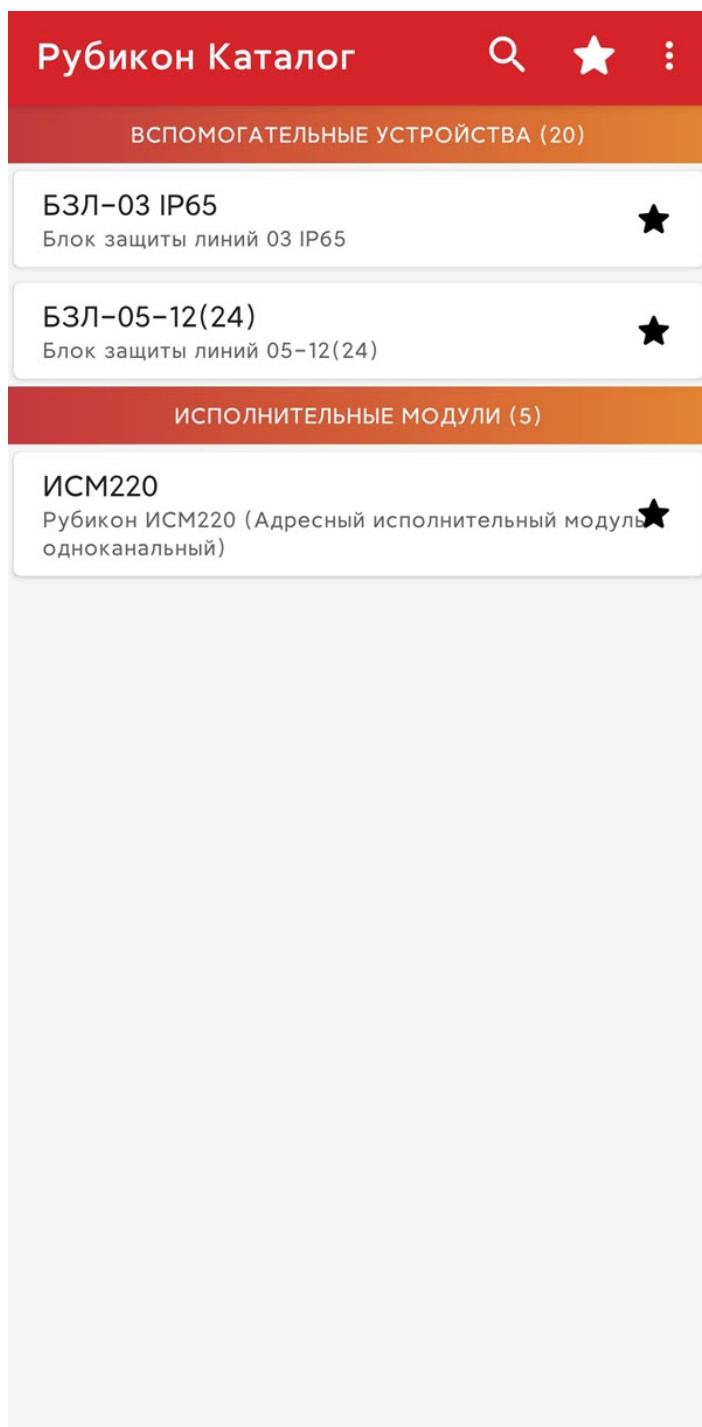 Рубикон Каталог
ВСПОМОГАТЕЛЬНЫЕ УСТРОЙСТВА (20)
БЗЛ-03 IP65
Блок защиты линий 03 IP65
БЗЛ-05-12(24)
Блок защиты линий 05-12(24)
ИСПОЛНИТЕЛЬНЫЕ МОДУЛИ (5)
ИСМ220
Рубикон ИСМ220 (Адресный исполнительный модуль
одноканальный)